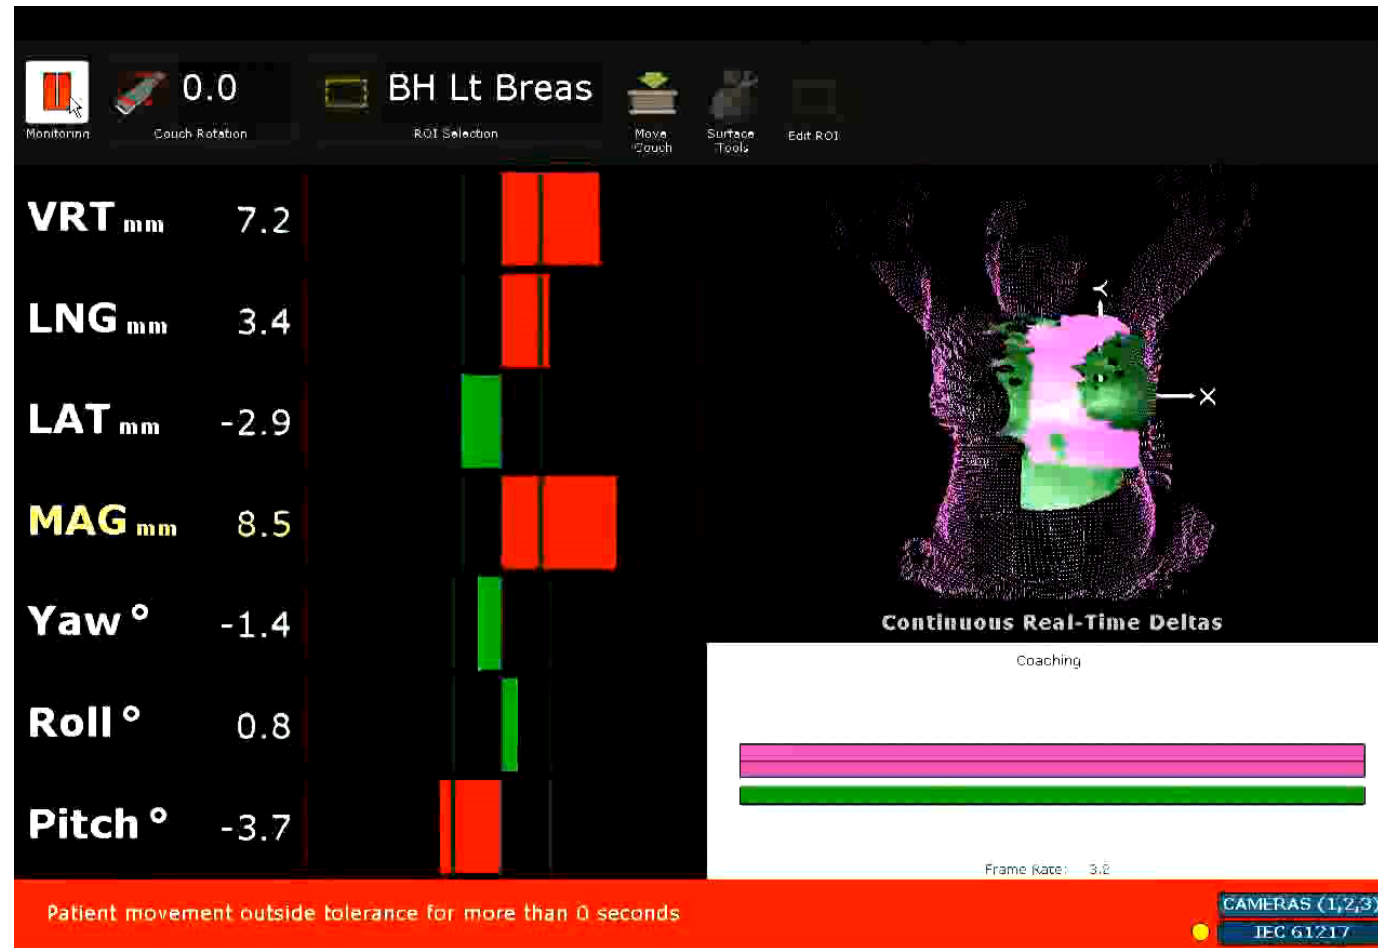 0.0
BH Lt Breas
Monitoring
Couch Rotation
ROI Selection
Move Couch
Surface Tools
Edit ROI
VRT mm 7.2
LNG mm 3.4
LAT mm -2.9
MAG mm 8.5
Yaw ° -1.4
Roll ° 0.8
Pitch ° -3.7
Y
X
Continuous Real-Time Deltas
Coaching
Frame Rate: 3.2
Patient movement outside tolerance for more than 0 seconds
CAMERAS (1,2,3)
IEC 61217